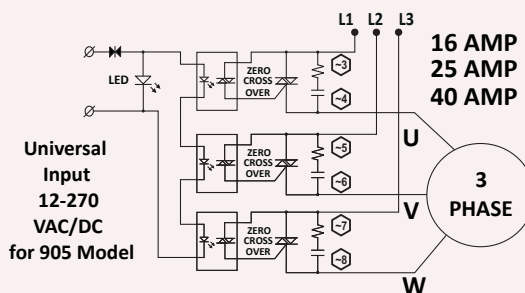 L1 L2 L3
16 AMP
25 AMP
40 AMP
LED
ZERO
CROSS
OVER
~3
~4
U
Universal
Input
12-270
VAC/DC
for 905 Model
ZERO
CROSS
OVER
~5
~6
V
3
PHASE
ZERO
CROSS
OVER
~7
~8
W